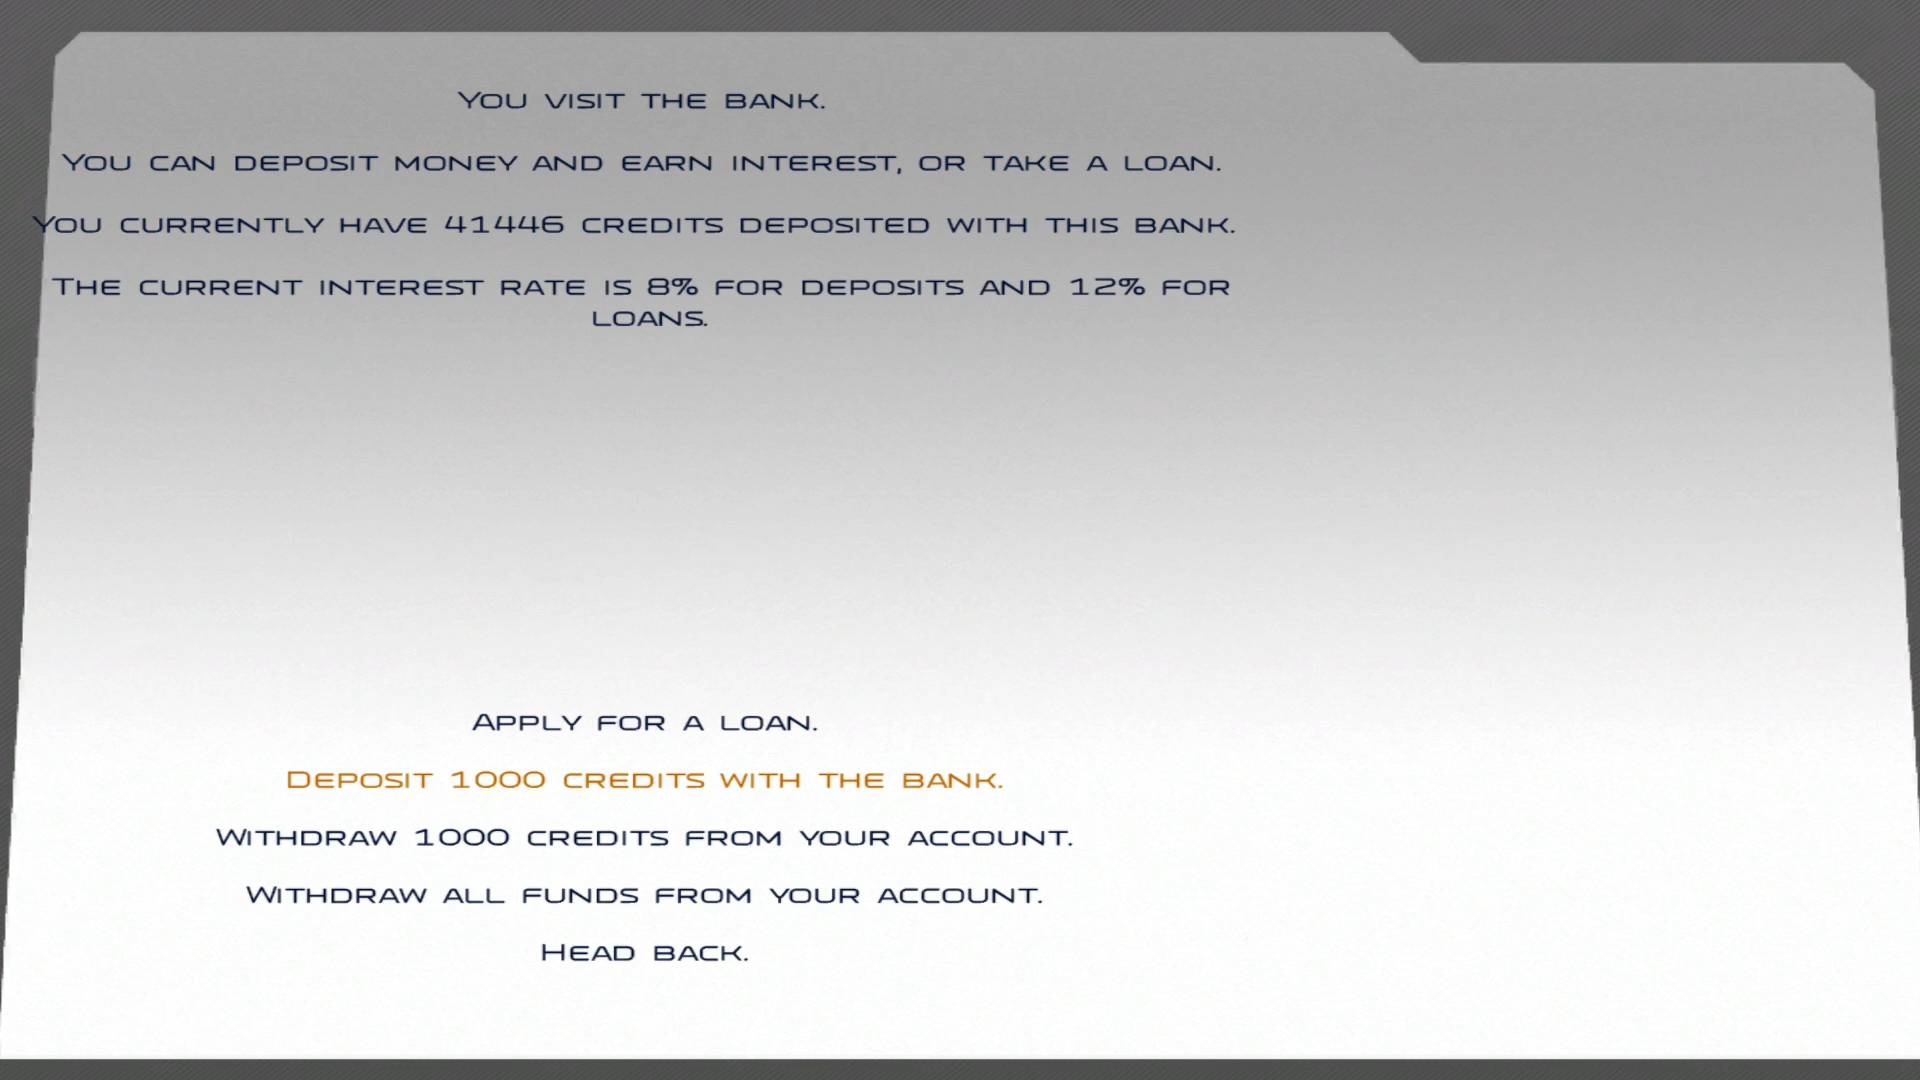 You visit the bank.
You can deposit money and earn interest, or take a loan.
You currently have 41446 credits deposited with this bank.
The current interest rate is 8% for deposits and 12% for
loans.
Apply for a loan.
Deposit 1000 credits with the bank.
Withdraw 1000 credits from your account.
Withdraw all funds from your account.
Head back.